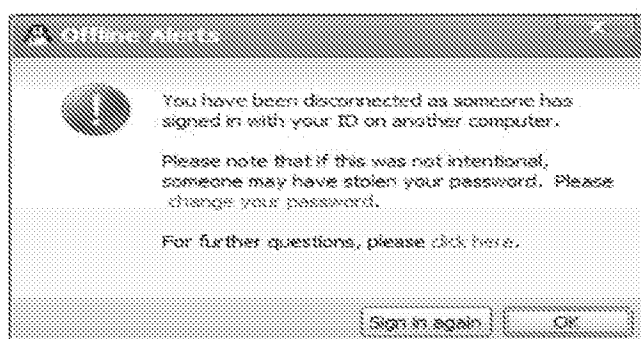 Offline Alerts
You have been disconnected as someone has
signed in with your ID on another computer.
Please note that if this was not intentional,
someone may have stolen your password. Please
change your password.
For further questions, please click here.
Sign in again OK